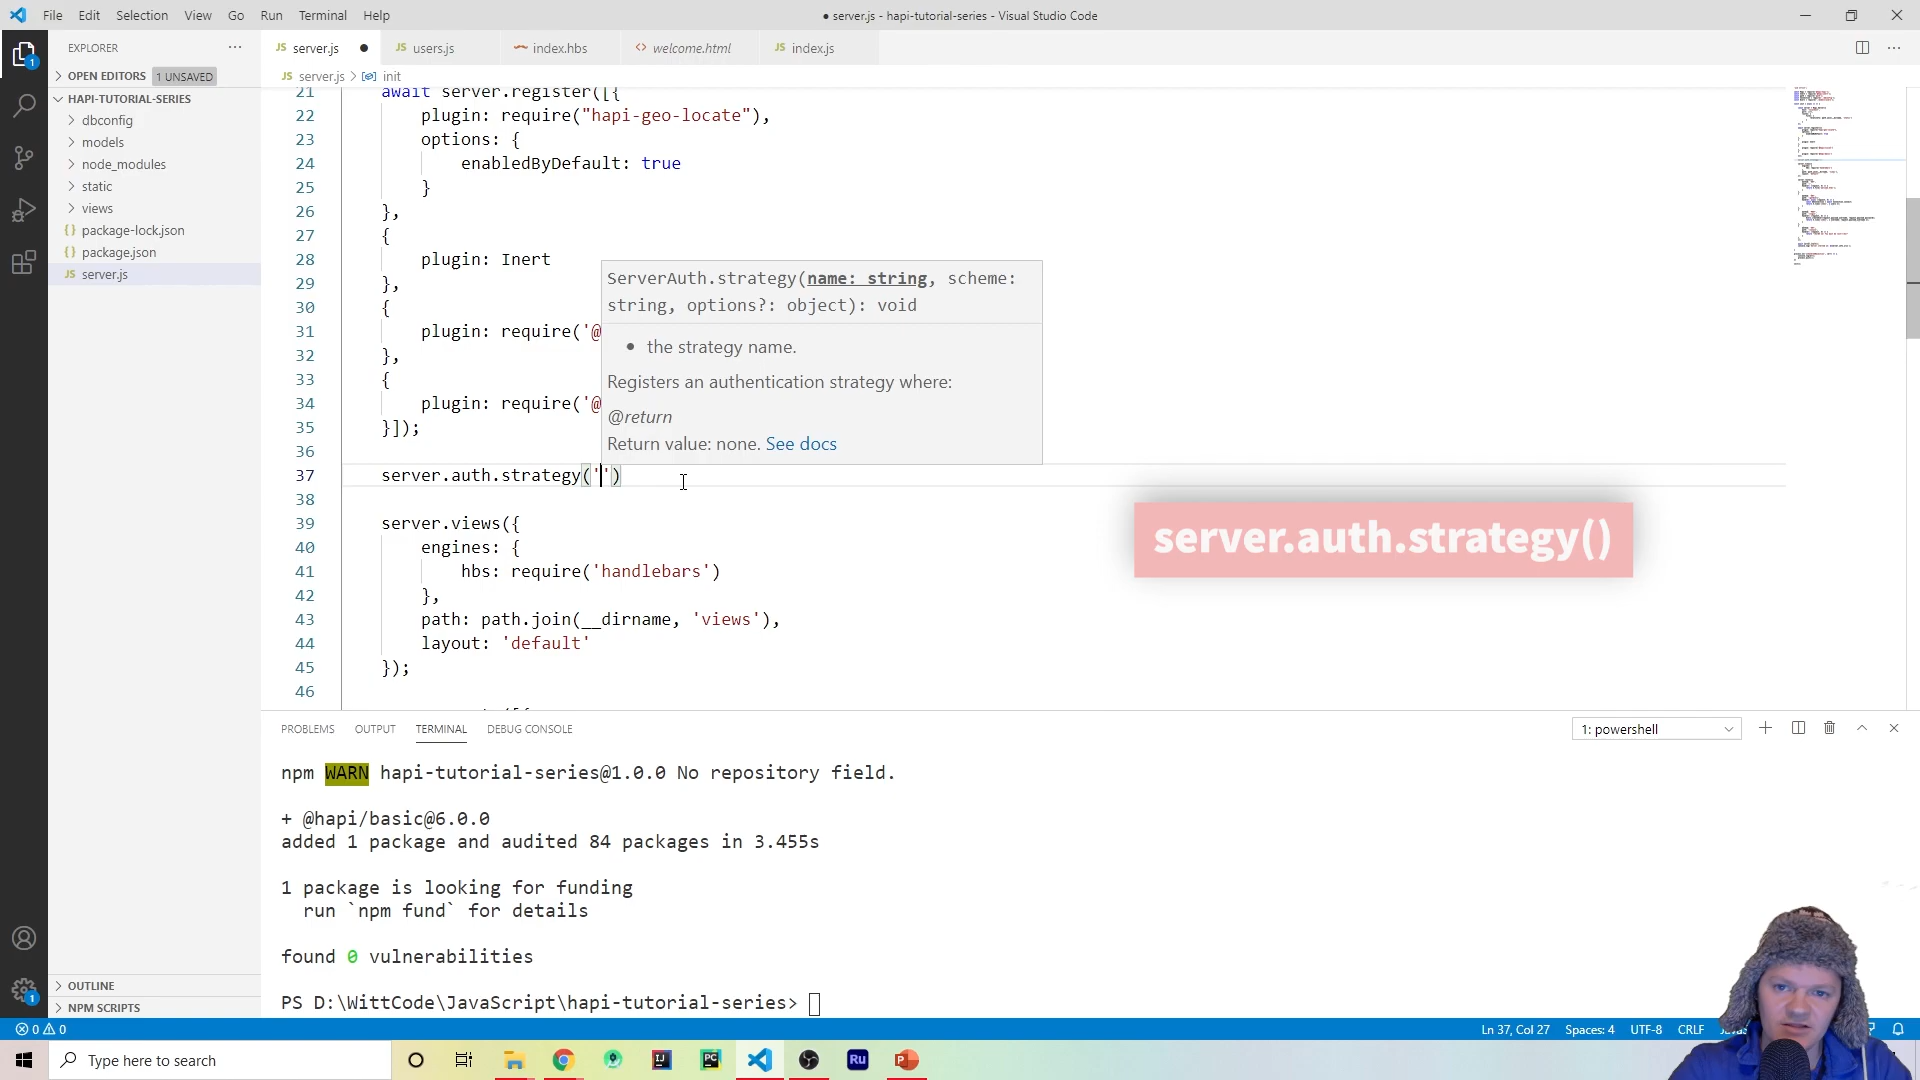 File Edit Selection View Go Run Terminal Help
● server.js - hapi-tutorial-series - Visual Studio Code
EXPLORER
OPEN EDITORS 1 UNSAVED
HAPI-TUTORIAL-SERIES
dbconfig
models
node_modules
static
views
{} package-lock.json
{} package.json
JS server.js
OUTLINE
NPM SCRIPTS
JS server.js ● JS users.js index.hbs <> welcome.html JS index.js
JS server.js > init
21 await server.register([{
22 plugin: require("hapi-geo-locate"),
23 options: {
24 enabledByDefault: true
25 }
26 },
27 {
28 plugin: Inert
29 },
30 {
31 plugin: require('@
32 },
33 {
34 plugin: require('@
35 }]);
36
37 server.auth.strategy('')
38
39 server.views({
40 engines: {
41 hbs: require('handlebars')
42 },
43 path: path.join(__dirname, 'views'),
44 layout: 'default'
45 });
46
ServerAuth.strategy(name: string, scheme:
string, options?: object): void
• the strategy name.
Registers an authentication strategy where:
@return
Return value: none. See docs
server.auth.strategy()
PROBLEMS OUTPUT TERMINAL DEBUG CONSOLE
1: powershell
npm WARN hapi-tutorial-series@1.0.0 No repository field.
+ @hapi/basic@6.0.0
added 1 package and audited 84 packages in 3.455s
1 package is looking for funding
run `npm fund` for details
found 0 vulnerabilities
PS D:\WittCode\JavaScript\hapi-tutorial-series>
0 0
Ln 37, Col 27 Spaces: 4 UTF-8 CRLF
Type here to search